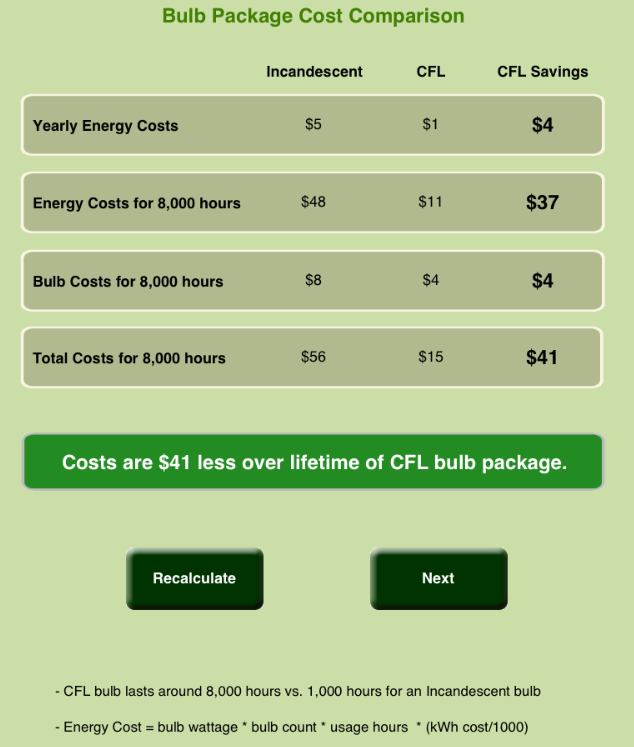 Bulb Package Cost Comparison
Incandescent CFL CFL Savings
Yearly Energy Costs $5 $1 $4
Energy Costs for 8,000 hours $48 $11 $37
Bulb Costs for 8,000 hours $8 $4 $4
Total Costs for 8,000 hours $56 $15 $41
Costs are $41 less over lifetime of CFL bulb package.
Recalculate Next
- CFL bulb lasts around 8,000 hours vs. 1,000 hours for an Incandescent bulb
- Energy Cost = bulb wattage * bulb count * usage hours * (kWh cost/1000)